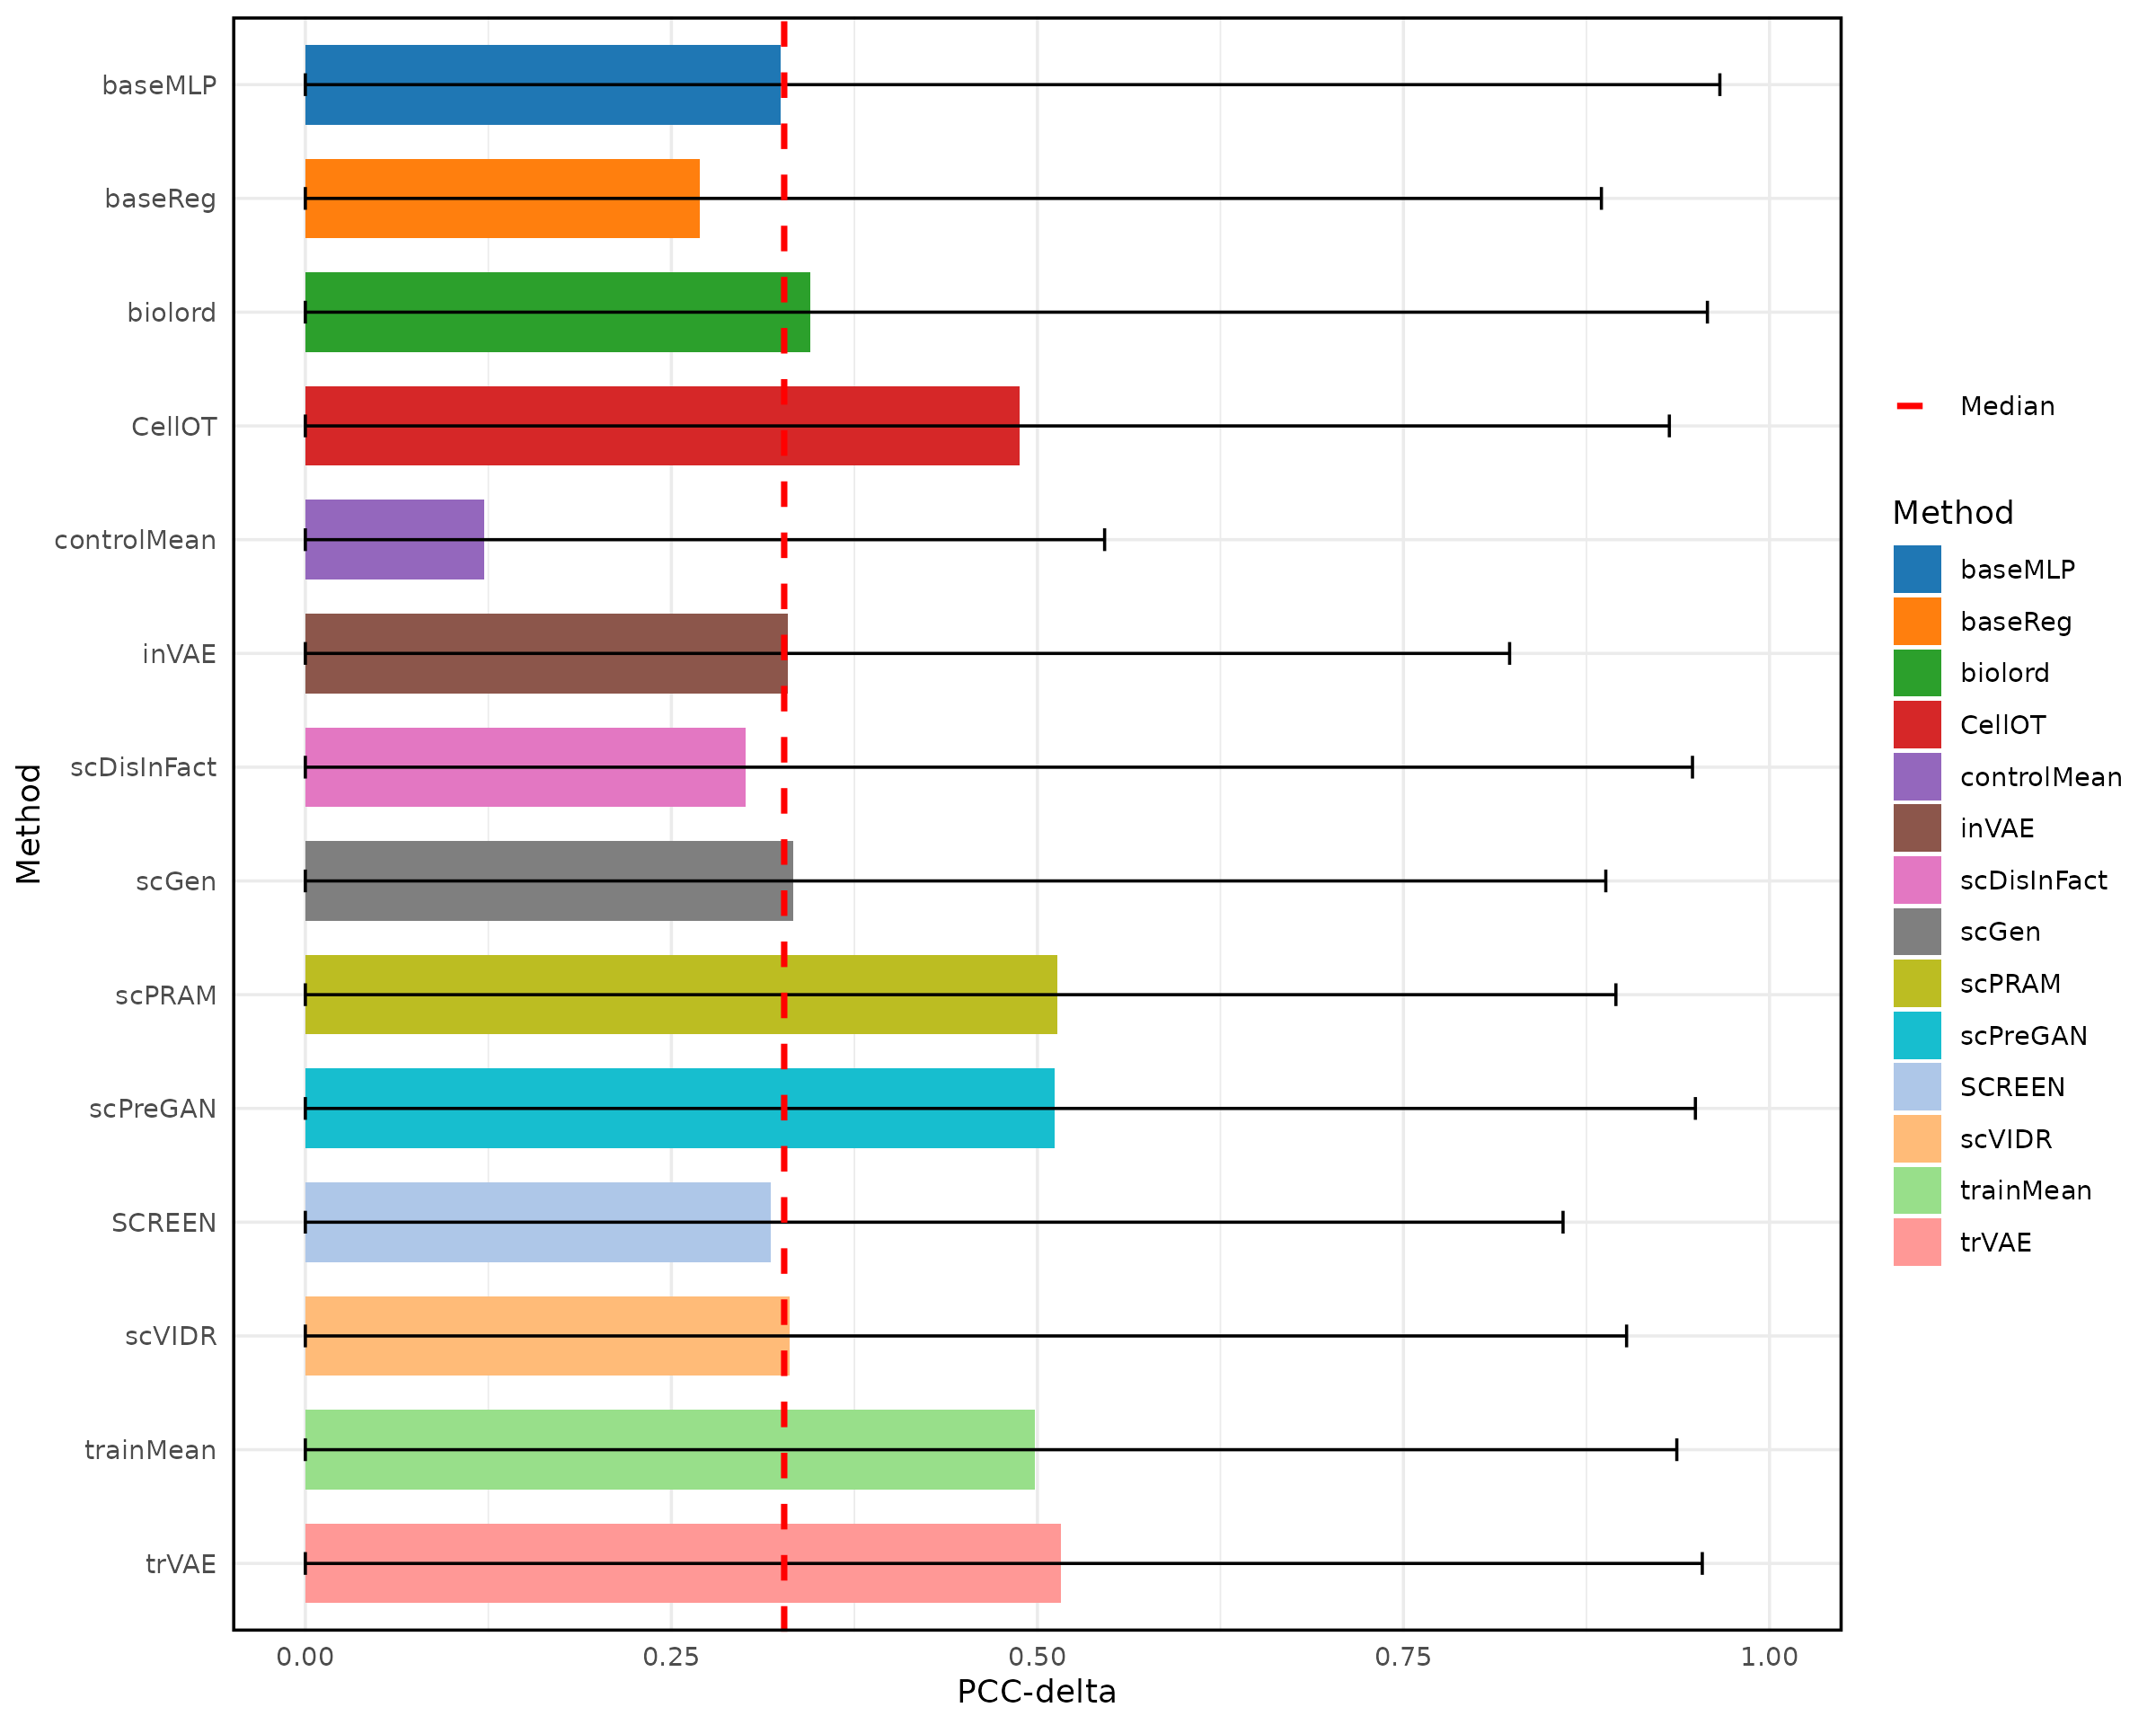 baseMLP
baseReg
biolord
CellOT
controlMean
inVAE
scDisInFact
scGen
scPRAM
scPreGAN
SCREEN
scVIDR
trainMean
trVAE
Method
0.00 0.25 0.50 0.75 1.00
PCC-delta
Median
Method
baseMLP
baseReg
biolord
CellOT
controlMean
inVAE
scDisInFact
scGen
scPRAM
scPreGAN
SCREEN
scVIDR
trainMean
trVAE